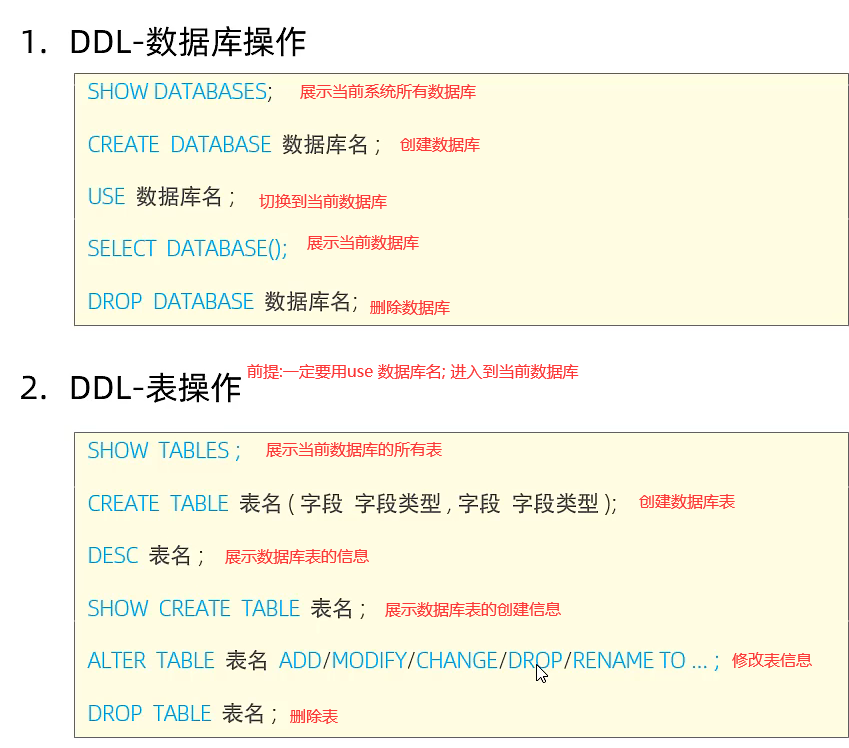 1. DDL-数据库操作
SHOW DATABASES; 展示当前系统所有数据库
CREATE DATABASE 数据库名 ; 创建数据库
USE 数据库名 ; 切换到当前数据库
SELECT DATABASE(); 展示当前数据库
DROP DATABASE 数据库名; 删除数据库
2. DDL-表操作 前提:一定要用use 数据库名; 进入到当前数据库
SHOW TABLES ; 展示当前数据库的所有表
CREATE TABLE 表名 ( 字段 字段类型 , 字段 字段类型 ); 创建数据库表
DESC 表名 ; 展示数据库表的信息
SHOW CREATE TABLE 表名 ; 展示数据库表的创建信息
ALTER TABLE 表名 ADD/MODIFY/CHANGE/DROP/RENAME TO ... ; 修改表信息
DROP TABLE 表名 ; 删除表